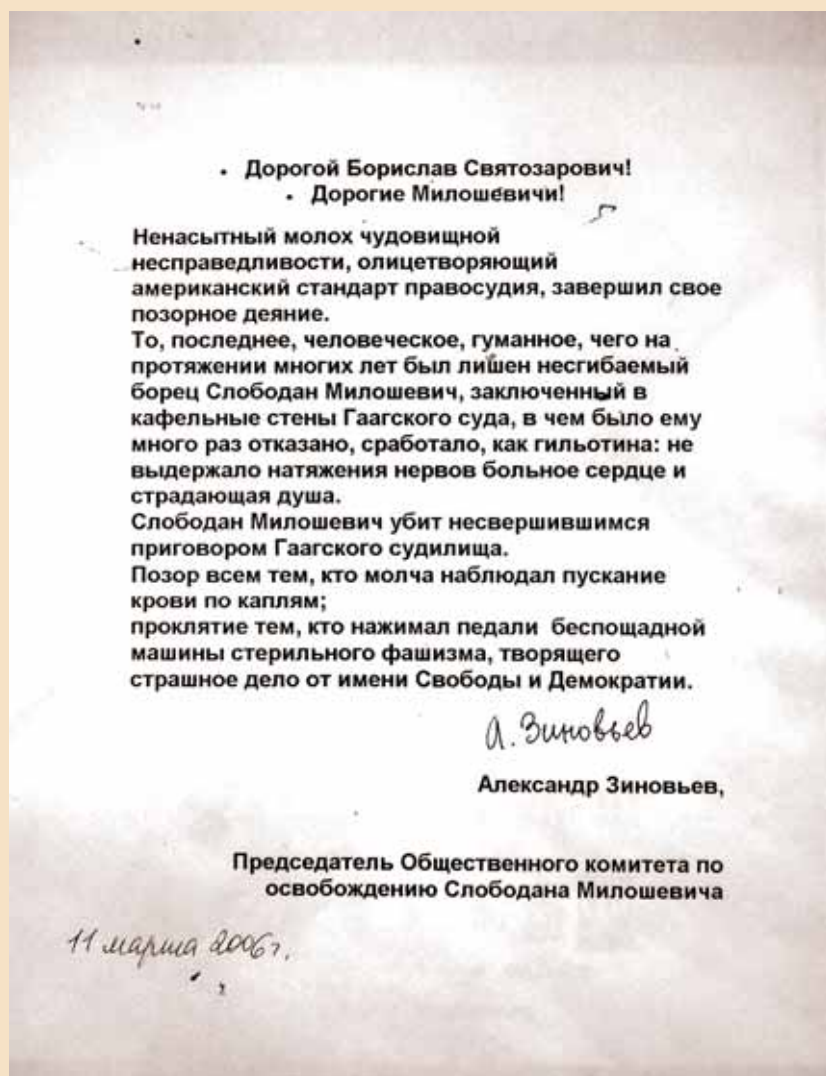 • Дорогой Борислав Святозарович!
• Дорогие Милошевичи!
Ненасытный молох чудовищной
несправедливости, олицетворяющий
американский стандарт правосудия, завершил свое
позорное деяние.
То, последнее, человеческое, гуманное, чего на
протяжении многих лет был лишен несгибаемый
борец Слободан Милошевич, заключенный в
кафельные стены Гаагского суда, в чем было ему
много раз отказано, сработало, как гильотина: не
выдержало натяжения нервов больное сердце и
страдающая душа.
Слободан Милошевич убит несвершившимся
приговором Гаагского судилища.
Позор всем тем, кто молча наблюдал пускание
крови по каплям;
проклятие тем, кто нажимал педали беспощадной
машины стерильного фашизма, творящего
страшное дело от имени Свободы и Демократии.
А. Зиновьев
Александр Зиновьев,
Председатель Общественного комитета по
освобождению Слободана Милошевича
11 марта 2006 г.